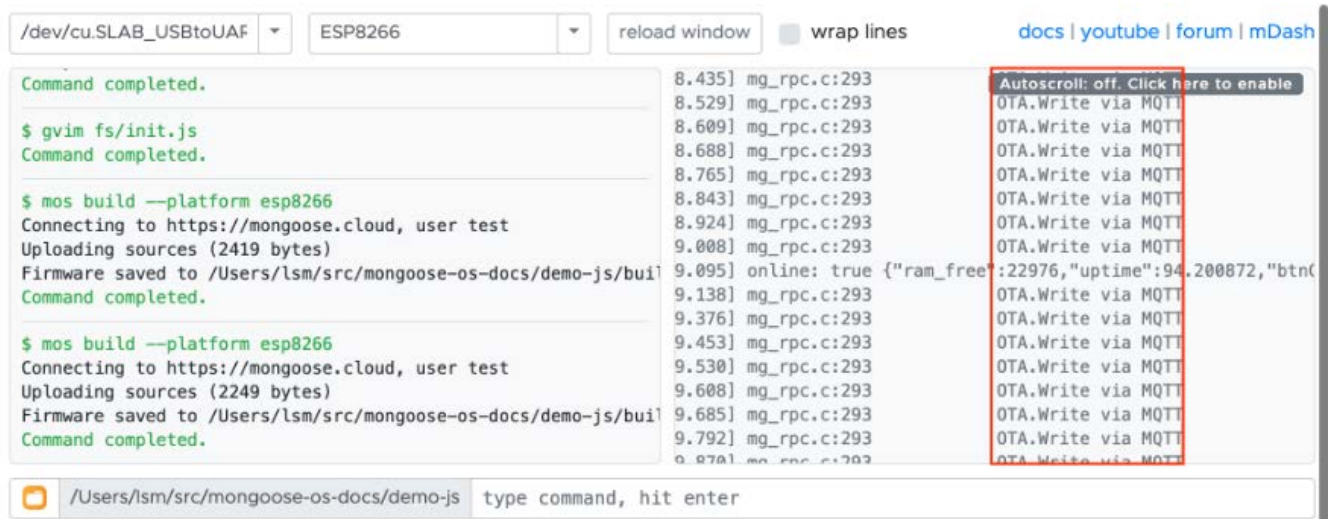 /dev/cu.SLAB_USBtoUAF
ESP8266
reload window
wrap lines
docs | youtube | forum | mDash
Command completed.
$ gvim fs/init.js
Command completed.
$ mos build --platform esp8266
Connecting to https://mongoose.cloud, user test
Uploading sources (2419 bytes)
Firmware saved to /Users/lsm/src/mongoose-os-docs/demo-js/buil
Command completed.
$ mos build --platform esp8266
Connecting to https://mongoose.cloud, user test
Uploading sources (2249 bytes)
Firmware saved to /Users/lsm/src/mongoose-os-docs/demo-js/buil
Command completed.
8.435] mg_rpc.c:293
Autoscroll: off. Click here to enable
8.529] mg_rpc.c:293 OTA.Write via MQTT
8.609] mg_rpc.c:293 OTA.Write via MQTT
8.688] mg_rpc.c:293 OTA.Write via MQTT
8.765] mg_rpc.c:293 OTA.Write via MQTT
8.843] mg_rpc.c:293 OTA.Write via MQTT
8.924] mg_rpc.c:293 OTA.Write via MQTT
9.008] mg_rpc.c:293 OTA.Write via MQTT
9.095] online: true {"ram_free":22976,"uptime":94.200872,"btn
9.138] mg_rpc.c:293 OTA.Write via MQTT
9.376] mg_rpc.c:293 OTA.Write via MQTT
9.453] mg_rpc.c:293 OTA.Write via MQTT
9.530] mg_rpc.c:293 OTA.Write via MQTT
9.608] mg_rpc.c:293 OTA.Write via MQTT
9.685] mg_rpc.c:293 OTA.Write via MQTT
9.792] mg_rpc.c:293 OTA.Write via MQTT
9.870] mg_rpc.c:293 OTA.Write via MQTT
/Users/lsm/src/mongoose-os-docs/demo-js
type command, hit enter